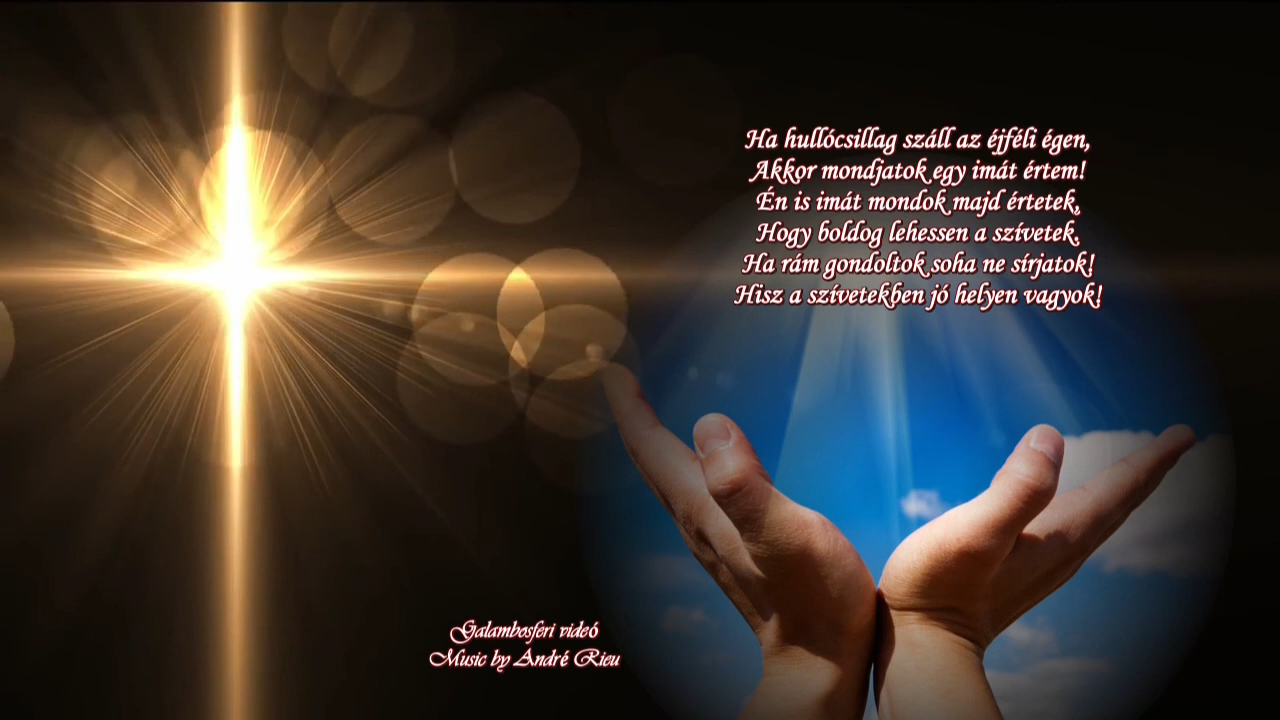 Ha hullócsillag száll az éjféli égen,
Akkor mondjatok egy imát értem!
Én is imát mondok majd értetek,
Hogy boldog lehessen a szívetek.
Ha rám gondoltok soha ne sírjatok!
Hisz a szívetekben jó helyen vagyok!
Galambosferi videó
Music by André Rieu